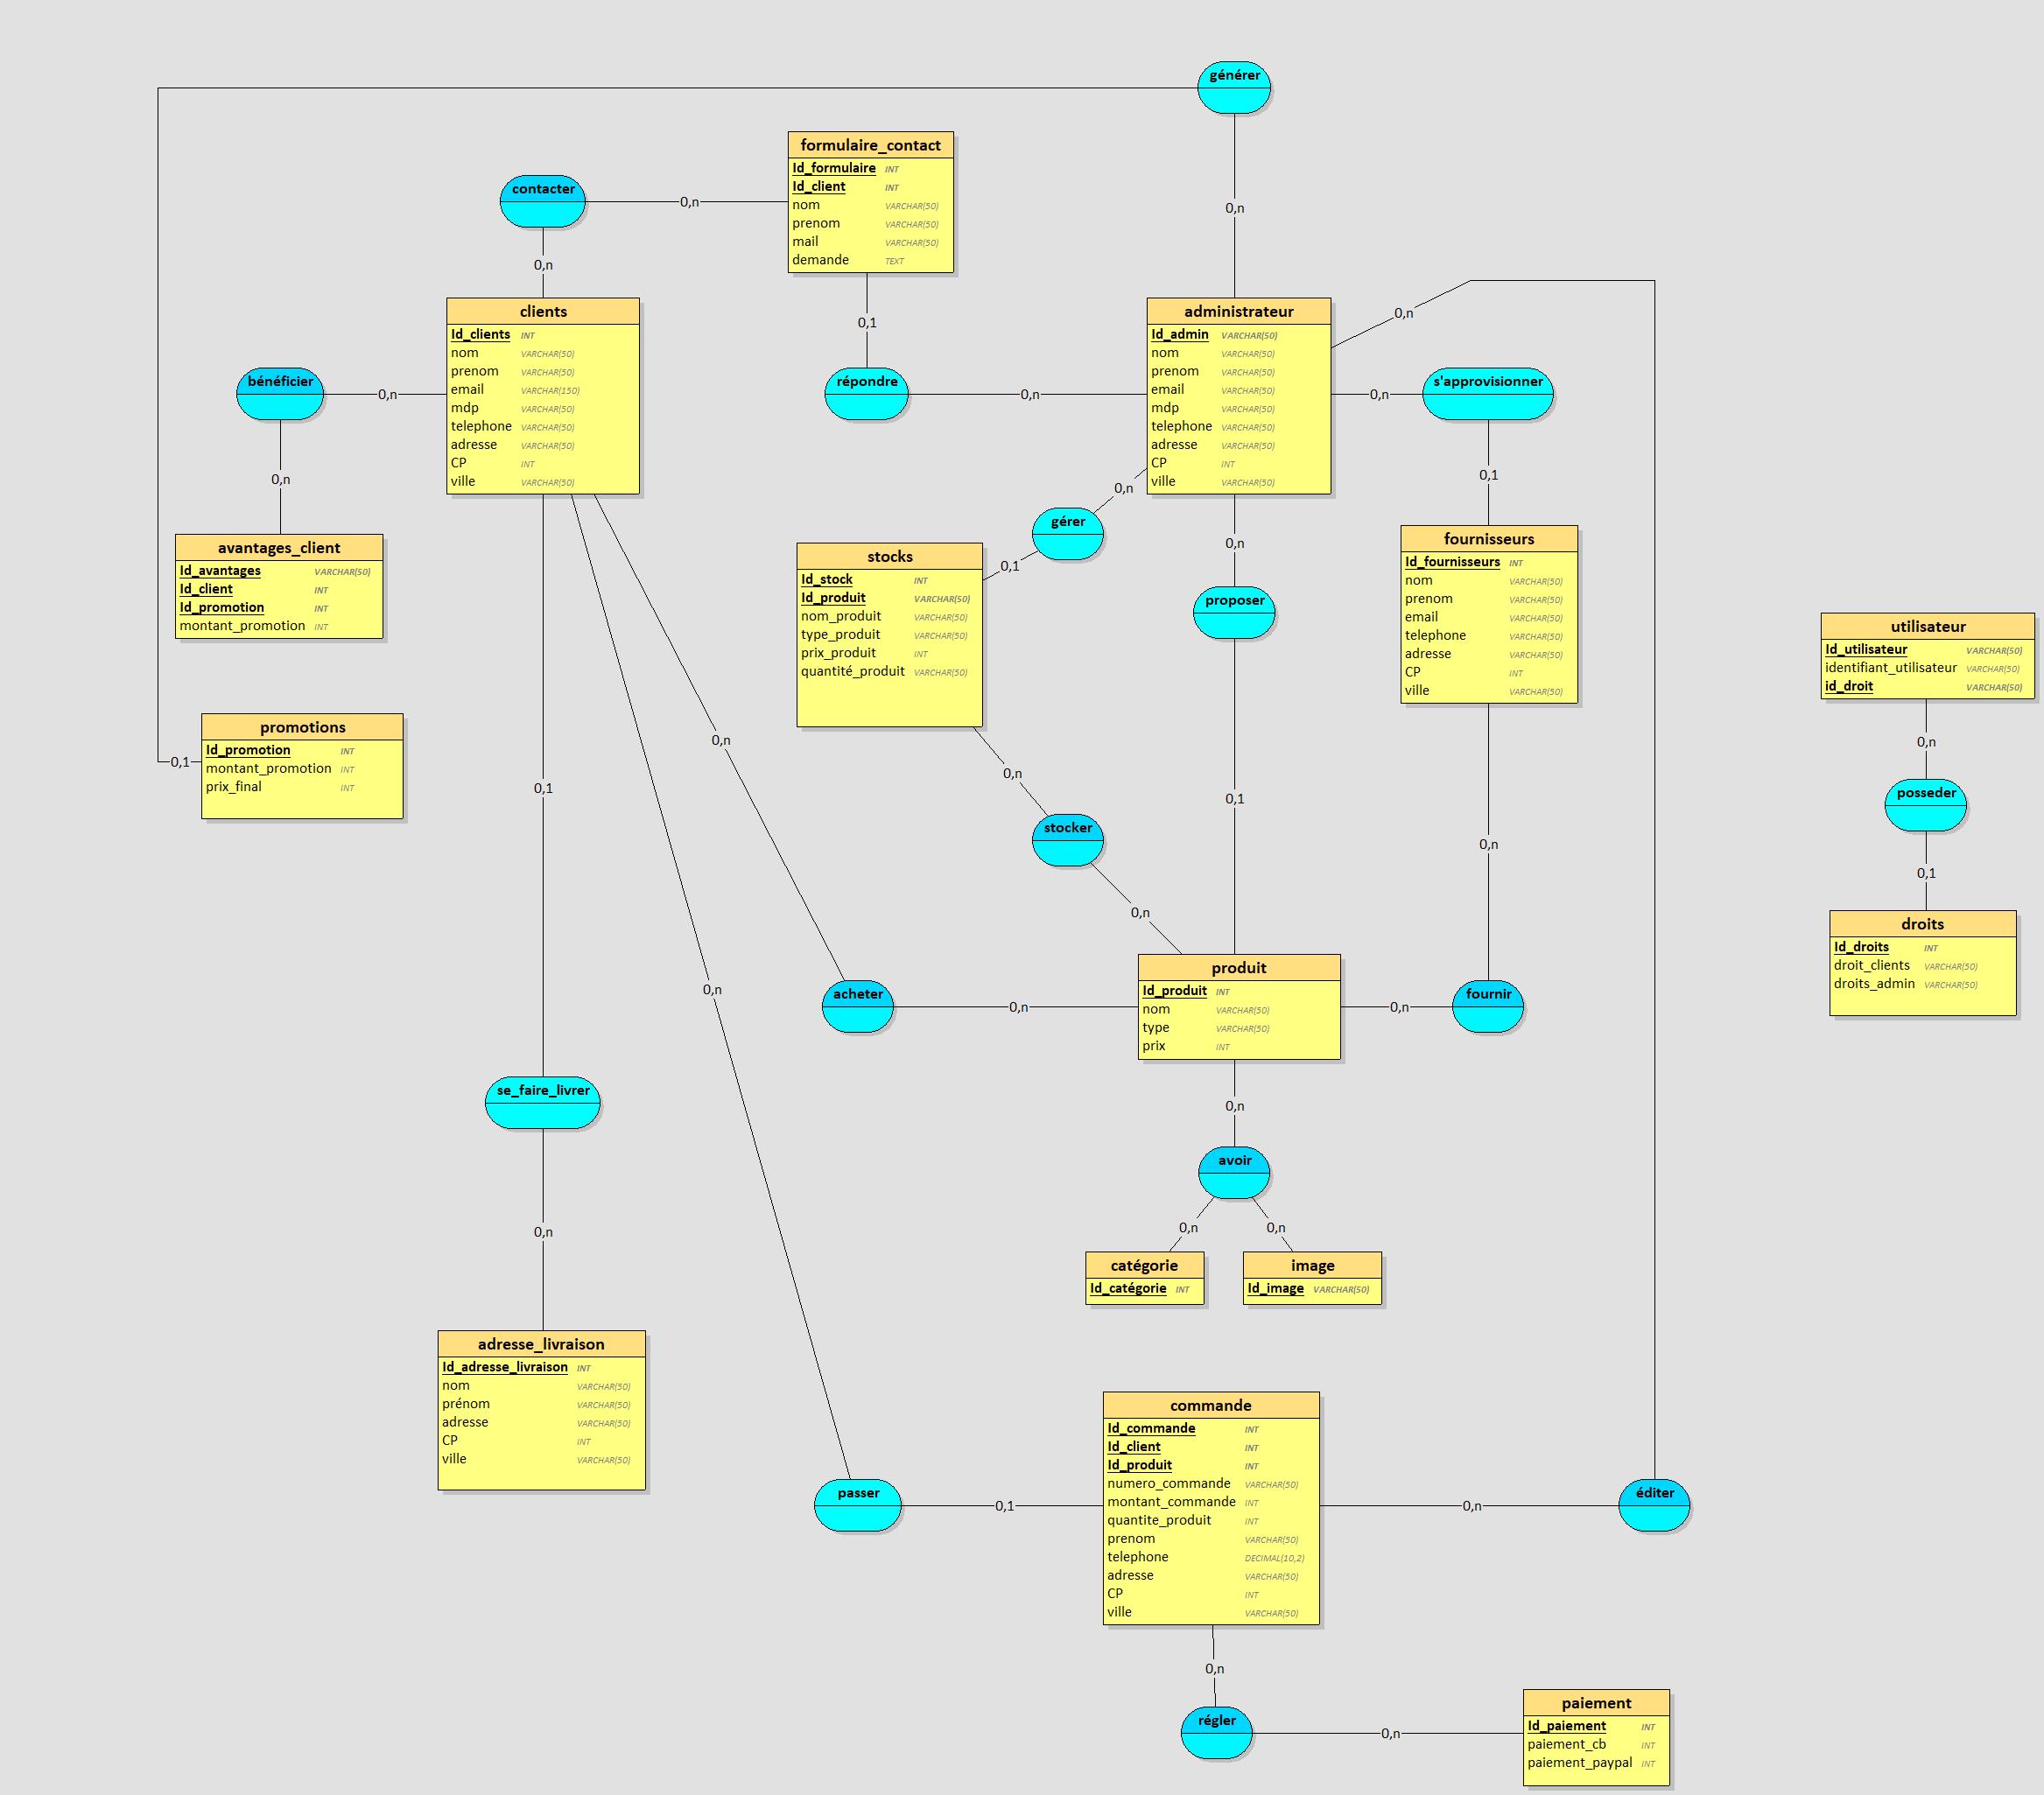 générer
0,n
formulaire_contact
Id_formulaire INT
Id_client INT
nom VARCHAR(50)
prenom VARCHAR(50)
mail VARCHAR(50)
demande TEXT
contacter
0,n
0,n
0,1
clients
Id_clients INT
nom VARCHAR(50)
prenom VARCHAR(50)
email VARCHAR(150)
mdp VARCHAR(50)
telephone VARCHAR(50)
adresse VARCHAR(50)
CP INT
ville VARCHAR(50)
administrateur
Id_admin VARCHAR(50)
nom VARCHAR(50)
prenom VARCHAR(50)
email VARCHAR(50)
mdp VARCHAR(50)
telephone VARCHAR(50)
adresse VARCHAR(50)
CP INT
ville VARCHAR(50)
0,n
bénéficier
0,n
0,n
répondre
0,n
0,n
s'approvisionner
0,1
0,n
gérer
0,1
0,n
proposer
0,1
avantages_client
Id_avantages VARCHAR(50)
Id_client INT
Id_promotion INT
montant_promotion INT
stocks
Id_stock INT
Id_produit VARCHAR(50)
nom_produit VARCHAR(50)
type_produit VARCHAR(50)
prix_produit INT
quantité_produit VARCHAR(50)
fournisseurs
Id_fournisseurs INT
nom VARCHAR(50)
prenom VARCHAR(50)
email VARCHAR(50)
telephone VARCHAR(50)
adresse VARCHAR(50)
CP INT
ville VARCHAR(50)
utilisateur
Id_utilisateur VARCHAR(50)
identifiant_utilisateur VARCHAR(50)
id_droit VARCHAR(50)
0,n
posseder
0,1
droits
Id_droits INT
droit_clients VARCHAR(50)
droits_admin VARCHAR(50)
0,1
promotions
Id_promotion INT
montant_promotion INT
prix_final INT
0,n
0,1
0,n
stocker
0,n
0,n
produit
Id_produit INT
nom VARCHAR(50)
type VARCHAR(50)
prix INT
0,n
acheter
0,n
0,n
fournir
se_faire_livrer
0,n
0,n
avoir
0,n
0,n
catégorie
Id_catégorie INT
image
Id_image VARCHAR(50)
adresse_livraison
Id_adresse_livraison INT
nom VARCHAR(50)
prénom VARCHAR(50)
adresse VARCHAR(50)
CP INT
ville VARCHAR(50)
commande
Id_commande INT
Id_client INT
Id_produit INT
numero_commande VARCHAR(50)
montant_commande INT
quantite_produit INT
prenom VARCHAR(50)
telephone DECIMAL(10,2)
adresse VARCHAR(50)
CP INT
ville VARCHAR(50)
passer
0,1
0,n
éditer
0,n
régler
0,n
paiement
Id_paiement INT
paiement_cb INT
paiement_paypal INT